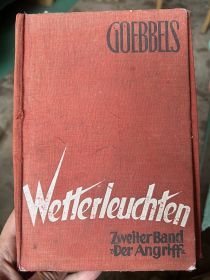 GOEBBELS
Wetterleuchten
Zweiter Band
»Der Angriff«